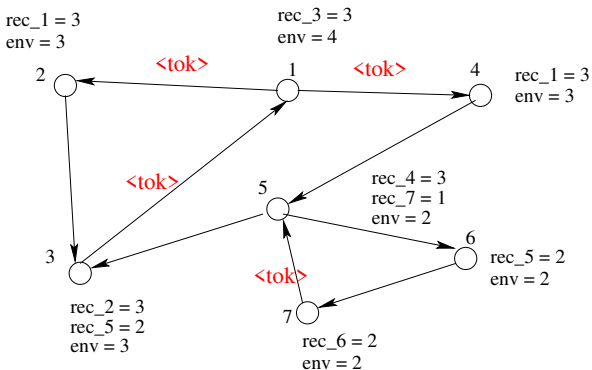 rec_1 = 3
env = 3
rec_3 = 3
env = 4
<tok>
<tok>
2
1
4
rec_1 = 3
env = 3
<tok>
5
rec_4 = 3
rec_7 = 1
env = 2
6
rec_5 = 2
env = 2
3
<tok>
7
rec_2 = 3
rec_5 = 2
env = 3
rec_6 = 2
env = 2